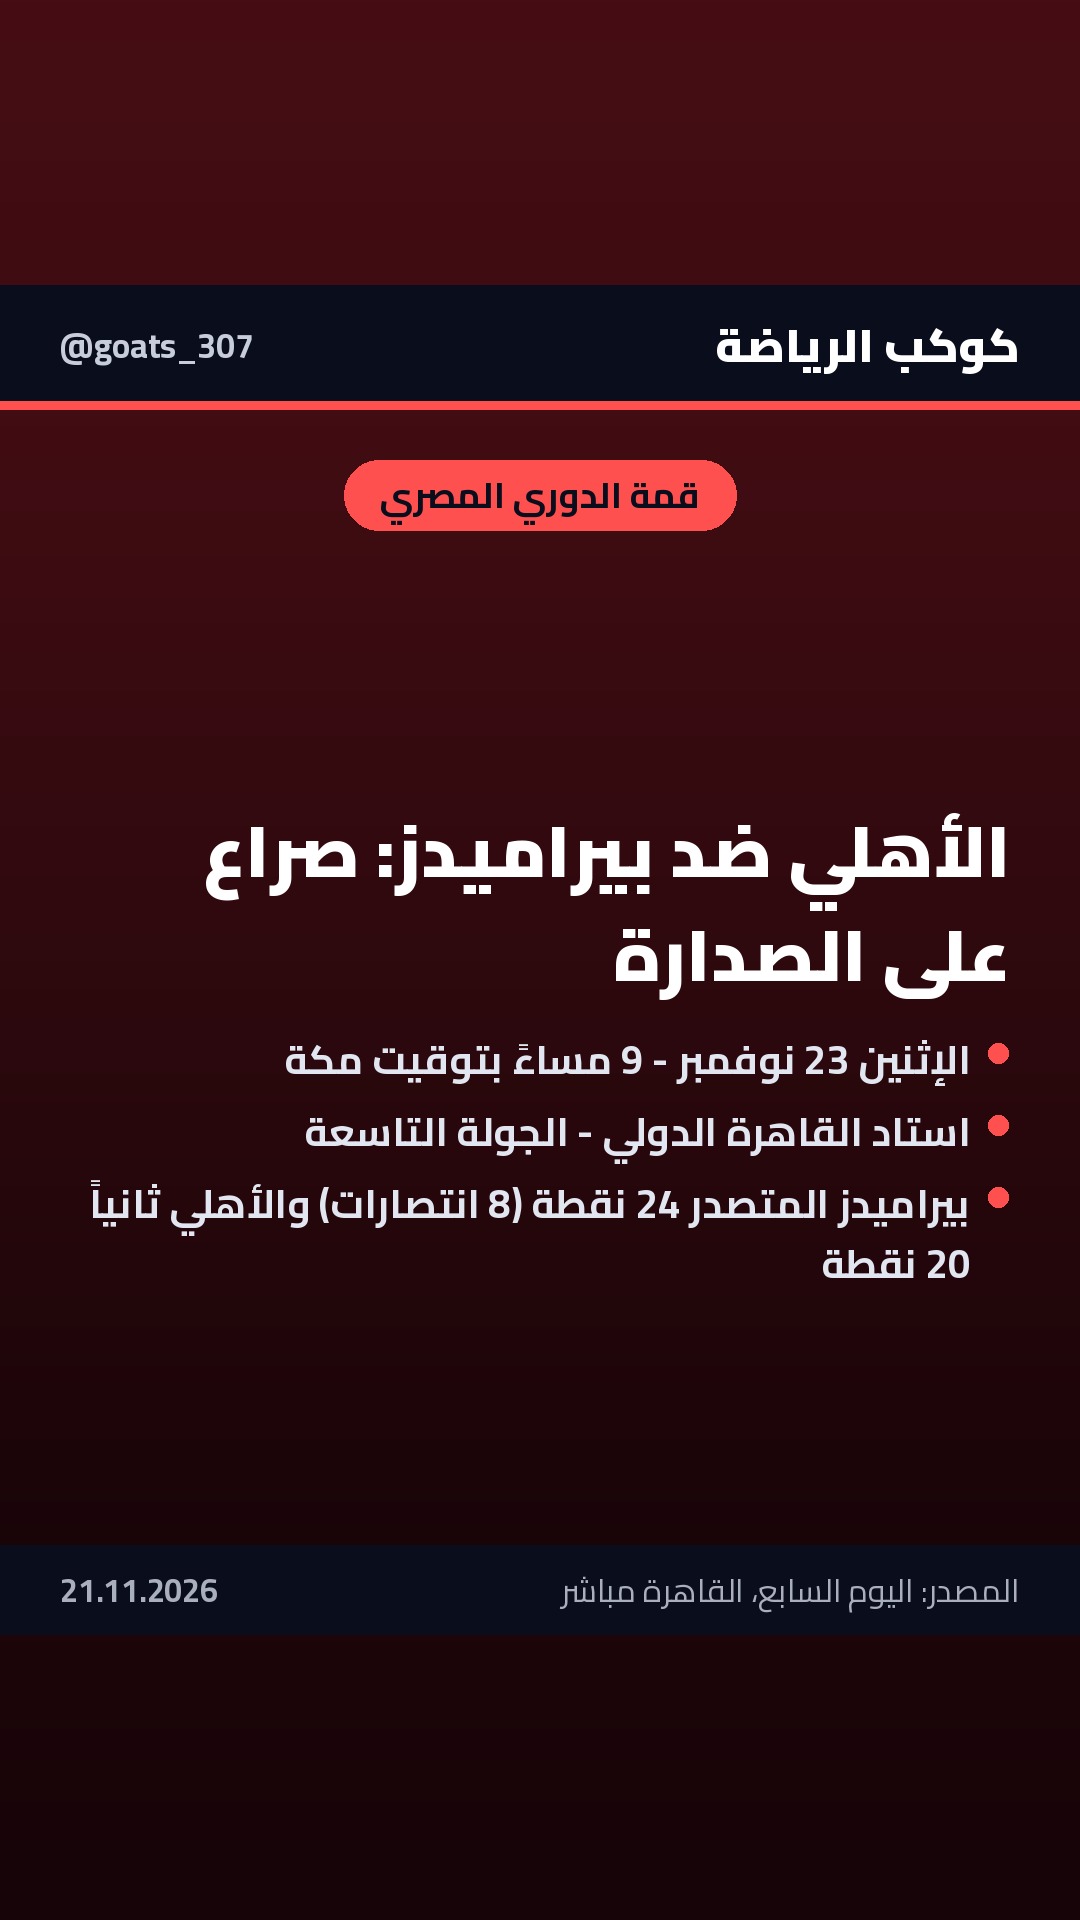 كوكب الرياضة
@goats_307
قمة الدوري المصري
الأهلي ضد بيراميدز: صراع
على الصدارة
الإثنين 23 نوفمبر - 9 مساءً بتوقيت مكة
استاد القاهرة الدولي - الجولة التاسعة
بيراميدز المتصدر 24 نقطة (8 انتصارات) والأهلي ثانياً
20 نقطة
المصدر: اليوم السابع، القاهرة مباشر
21.11.2026